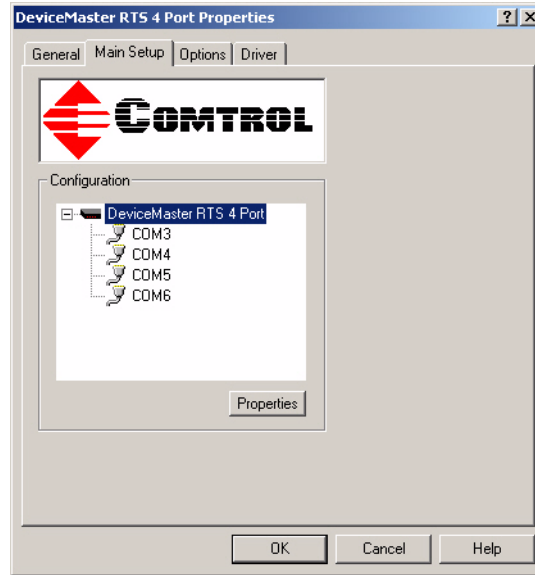 DeviceMaster RTS 4 Port Properties
General Main Setup Options Driver
COMTROL
Configuration
DeviceMaster RTS 4 Port
COM3
COM4
COM5
COM6
Properties
OK Cancel Help